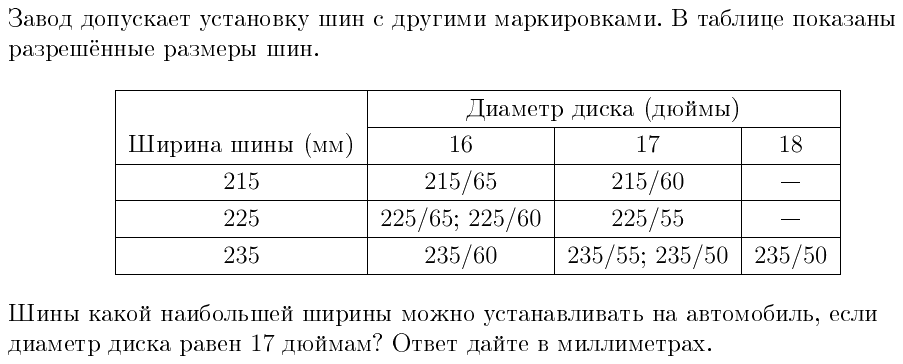 Завод допускает установку шин с другими маркировками. В таблице показаны
разрешённые размеры шин.
Диаметр диска (дюймы)
Ширина шины (мм) 16 17 18
215 215/65 215/60 —
225 225/65; 225/60 225/55 —
235 235/60 235/55; 235/50 235/50
Шины какой наибольшей ширины можно устанавливать на автомобиль, если
диаметр диска равен 17 дюймам? Ответ дайте в миллиметрах.